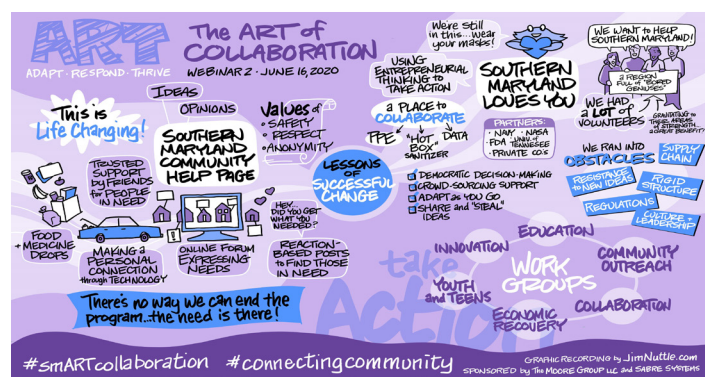 ART
ADAPT · RESPOND · THRIVE
The ART of
COLLABORATION
WEBINAR 2 · JUNE 16, 2020
This is
Life Changing!
IDEAS
OPINIONS
SOUTHERN
MARYLAND
COMMUNITY
HELP PAGE
Values of
· SAFETY
· RESPECT
· ANONYMITY
TRUSTED
SUPPORT
by FRIENDS
for PEOPLE
IN NEED
FOOD
+ MEDICINE
DROPS
MAKING a
PERSONAL
CONNECTION
through TECHNOLOGY
ONLINE FORUM
EXPRESSING
NEEDS
HEY...
DID YOU GET
WHAT YOU
NEEDED?
REACTION-
BASED POSTS
to FIND THOSE
IN NEED
There's no way we can end the
program...the need is there!
LESSONS
OF
SUCCESSFUL
CHANGE
We're still
in this...wear
your masks!
USING
ENTREPRENEURIAL
THINKING to
TAKE ACTION
a PLACE to
COLLABORATE
PPE
"HOT
BOX"
SANITIZER
DATA
SOUTHERN
MARYLAND
LOVES YOU
PARTNERS:
· NAVY · NASA
· FDA · UNIV. of
TENNESSEE
· PRIVATE CO.s
DEMOCRATIC DECISION-MAKING
CROWD-SOURCING SUPPORT
ADAPT as YOU GO
SHARE and "STEAL"
IDEAS
WE WANT to HELP
SOUTHERN MARYLAND!
a REGION
FULL of "BORED
GENIUSES"
WE HAD
a LOT of
VOLUNTEERS
GRAVITATING to
THEIR AREAS
of STRENGTH...
a GREAT BENEFIT!
WE RAN INTO
OBSTACLES
SUPPLY
CHAIN
RESISTANCE
to NEW IDEAS
RIGID
STRUCTURE
REGULATIONS
CULTURE +
LEADERSHIP
take
Action
WORK
GROUPS
EDUCATION
INNOVATION
COMMUNITY
OUTREACH
YOUTH
and TEENS
COLLABORATION
ECONOMIC
RECOVERY
#smARTcollaboration #connectingcommunity
GRAPHIC RECORDING by JimNuttle.com
SPONSORED by The MOORE GROUP LLC and SABRE SYSTEMS